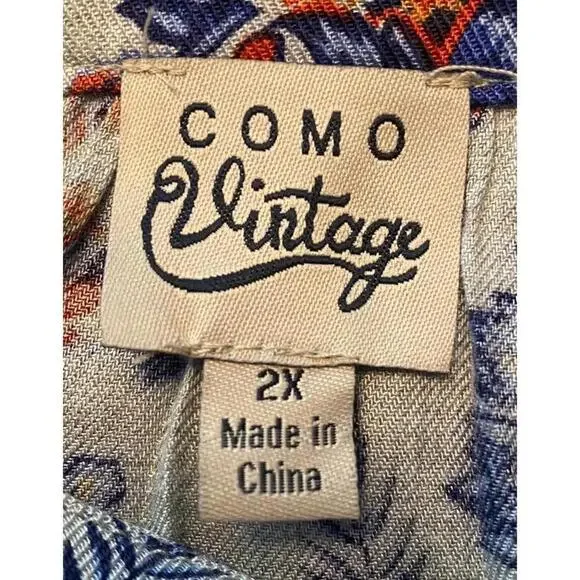 COMO
Vintage
2X
Made in
China